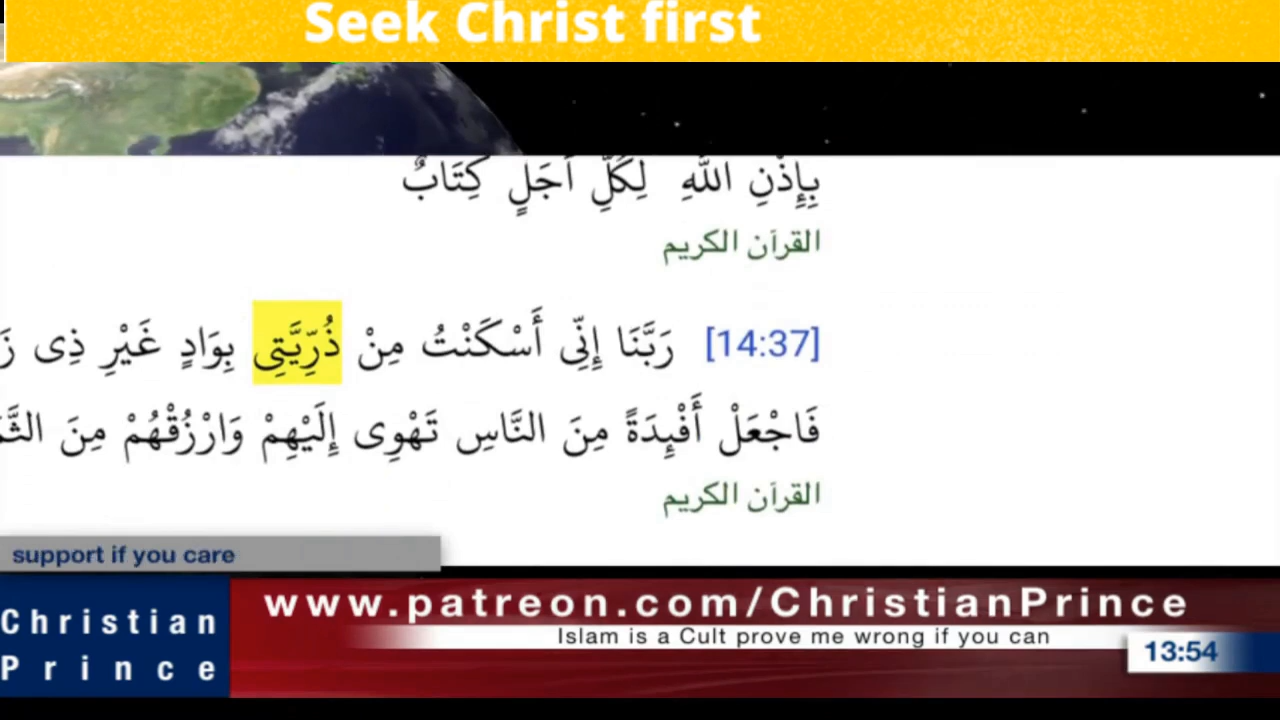 Seek Christ first
بِإِذْنِ اللَّهِ لِكُلِّ أَجَلٍ كِتَابٌ
القرآن الكريم
[14:37] رَبَّنَا إِنِّى أَسْكَنْتُ مِنْ ذُرِّيَّتِى بِوَادٍ غَيْرِ ذِى
فَاجْعَلْ أَفْـِٔدَةً مِنَ النَّاسِ تَهْوِى إِلَيْهِمْ وَارْزُقْهُمْ مِنَ
القرآن الكريم
support if you care
Christian
Prince
www.patreon.com/ChristianPrince
Islam is a Cult prove me wrong if you can
13:54